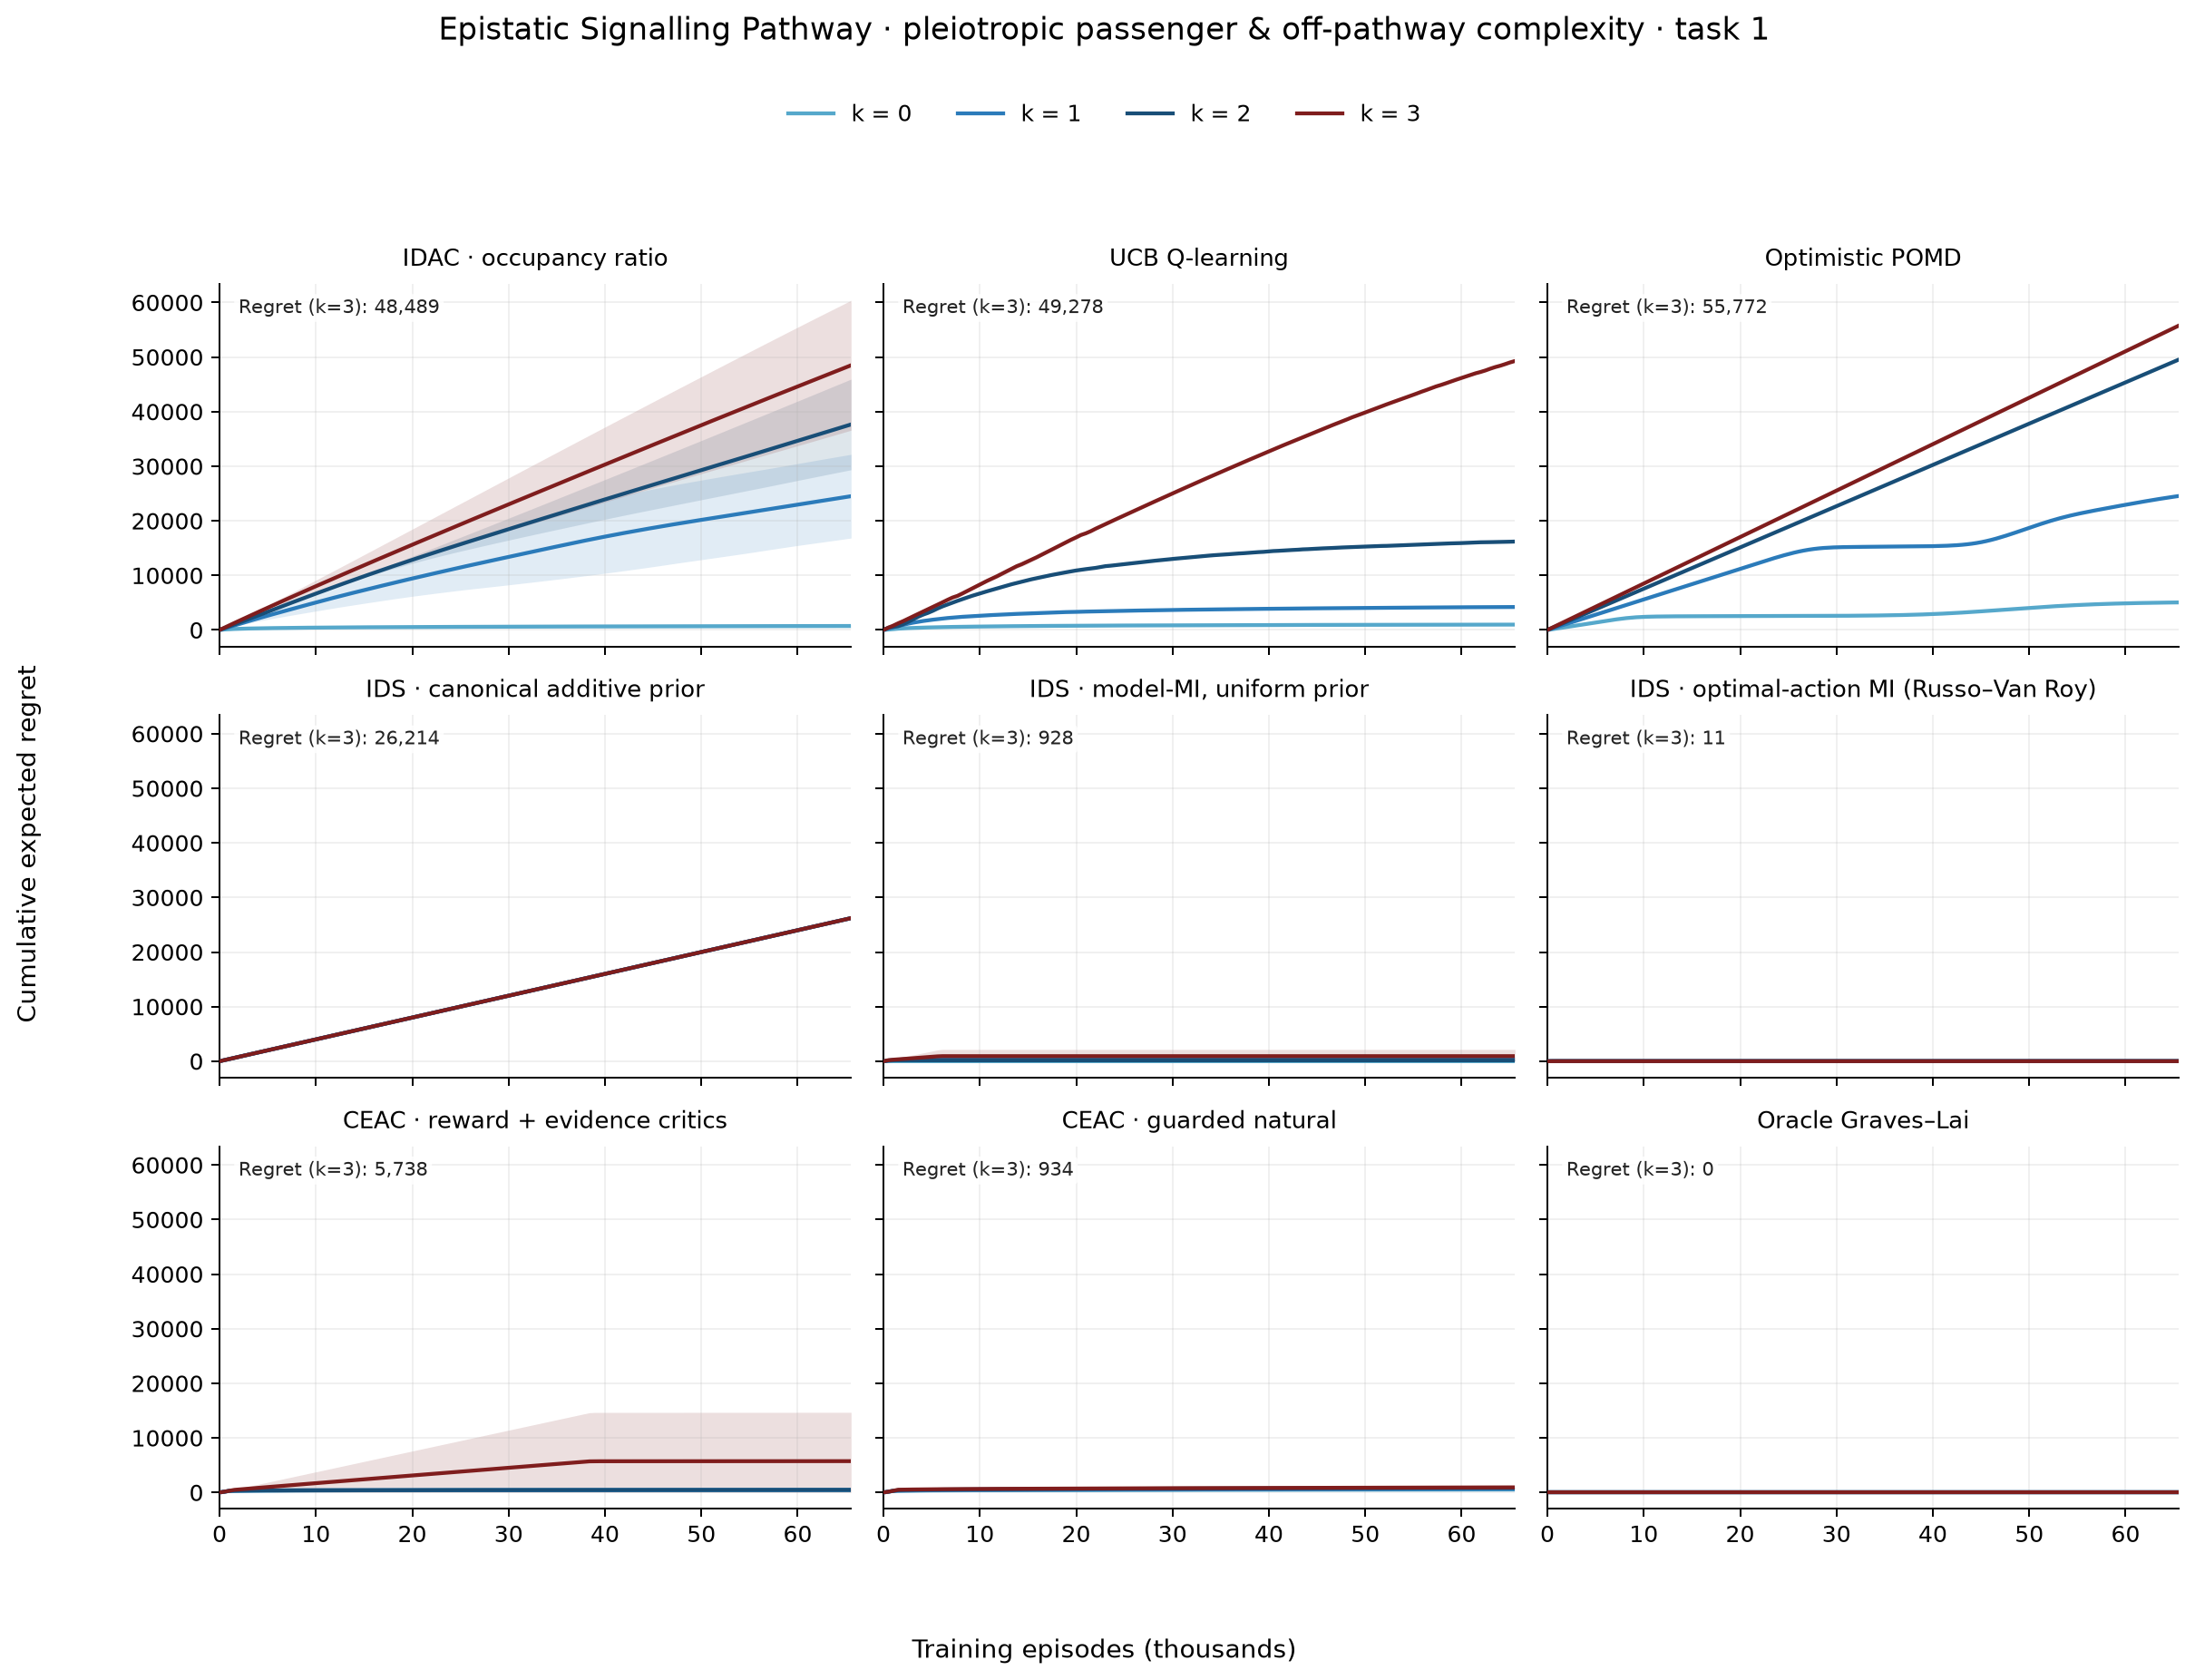 Epistatic Signalling Pathway · pleiotropic passenger & off-pathway complexity · task 1
k = 0 k = 1 k = 2 k = 3
IDAC · occupancy ratio
Regret (k=3): 48,489
60000
50000
40000
30000
20000
10000
0
UCB Q-learning
Regret (k=3): 49,278
Optimistic POMD
Regret (k=3): 55,772
Cumulative expected regret
IDS · canonical additive prior
Regret (k=3): 26,214
60000
50000
40000
30000
20000
10000
0
IDS · model-MI, uniform prior
Regret (k=3): 928
IDS · optimal-action MI (Russo–Van Roy)
Regret (k=3): 11
CEAC · reward + evidence critics
Regret (k=3): 5,738
60000
50000
40000
30000
20000
10000
0
0 10 20 30 40 50 60
CEAC · guarded natural
Regret (k=3): 934
0 10 20 30 40 50 60
Oracle Graves–Lai
Regret (k=3): 0
0 10 20 30 40 50 60
Training episodes (thousands)